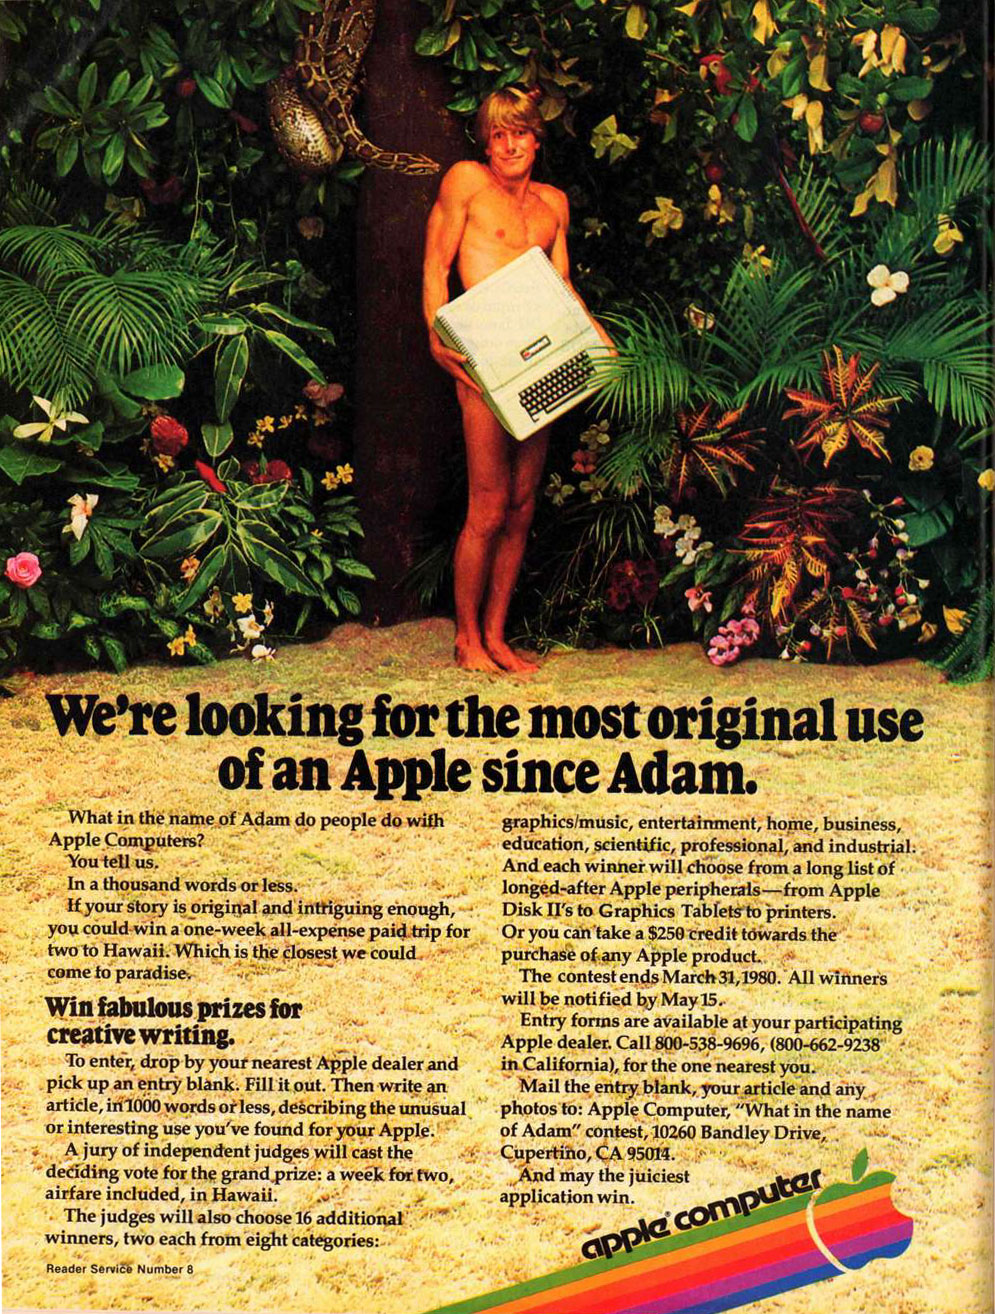 We're looking for the most original use
of an Apple since Adam.
What in the name of Adam do people do with
Apple Computers?
You tell us.
In a thousand words or less.
If your story is original and intriguing enough,
you could win a one-week all-expense paid trip for
two to Hawaii. Which is the closest we could
come to paradise.
Win fabulous prizes for
creative writing.
To enter, drop by your nearest Apple dealer and
pick up an entry blank. Fill it out. Then write an
article, in 1000 words or less, describing the unusual
or interesting use you've found for your Apple.
A jury of independent judges will cast the
deciding vote for the grand prize: a week for two,
airfare included, in Hawaii.
The judges will also choose 16 additional
winners, two each from eight categories:
graphics/music, entertainment, home, business,
education, scientific, professional, and industrial.
And each winner will choose from a long list of
longed-after Apple peripherals—from Apple
Disk II's to Graphics Tablets to printers.
Or you can take a $250 credit towards the
purchase of any Apple product.
The contest ends March 31, 1980. All winners
will be notified by May 15.
Entry forms are available at your participating
Apple dealer. Call 800-538-9696, (800-662-9238
in California), for the one nearest you.
Mail the entry blank, your article and any
photos to: Apple Computer, "What in the name
of Adam" contest, 10260 Bandley Drive,
Cupertino, CA 95014.
And may the juiciest
application win.
apple® computer
Reader Service Number 8